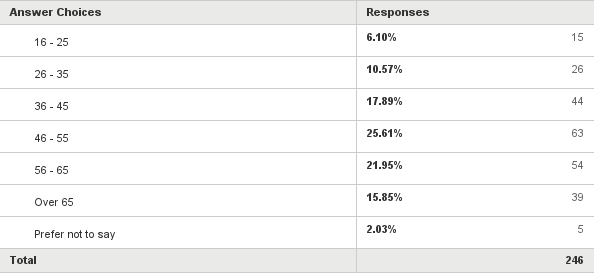 Answer Choices Responses
16 - 25 6.10% 15
26 - 35 10.57% 26
36 - 45 17.89% 44
46 - 55 25.61% 63
56 - 65 21.95% 54
Over 65 15.85% 39
Prefer not to say 2.03% 5
Total 246